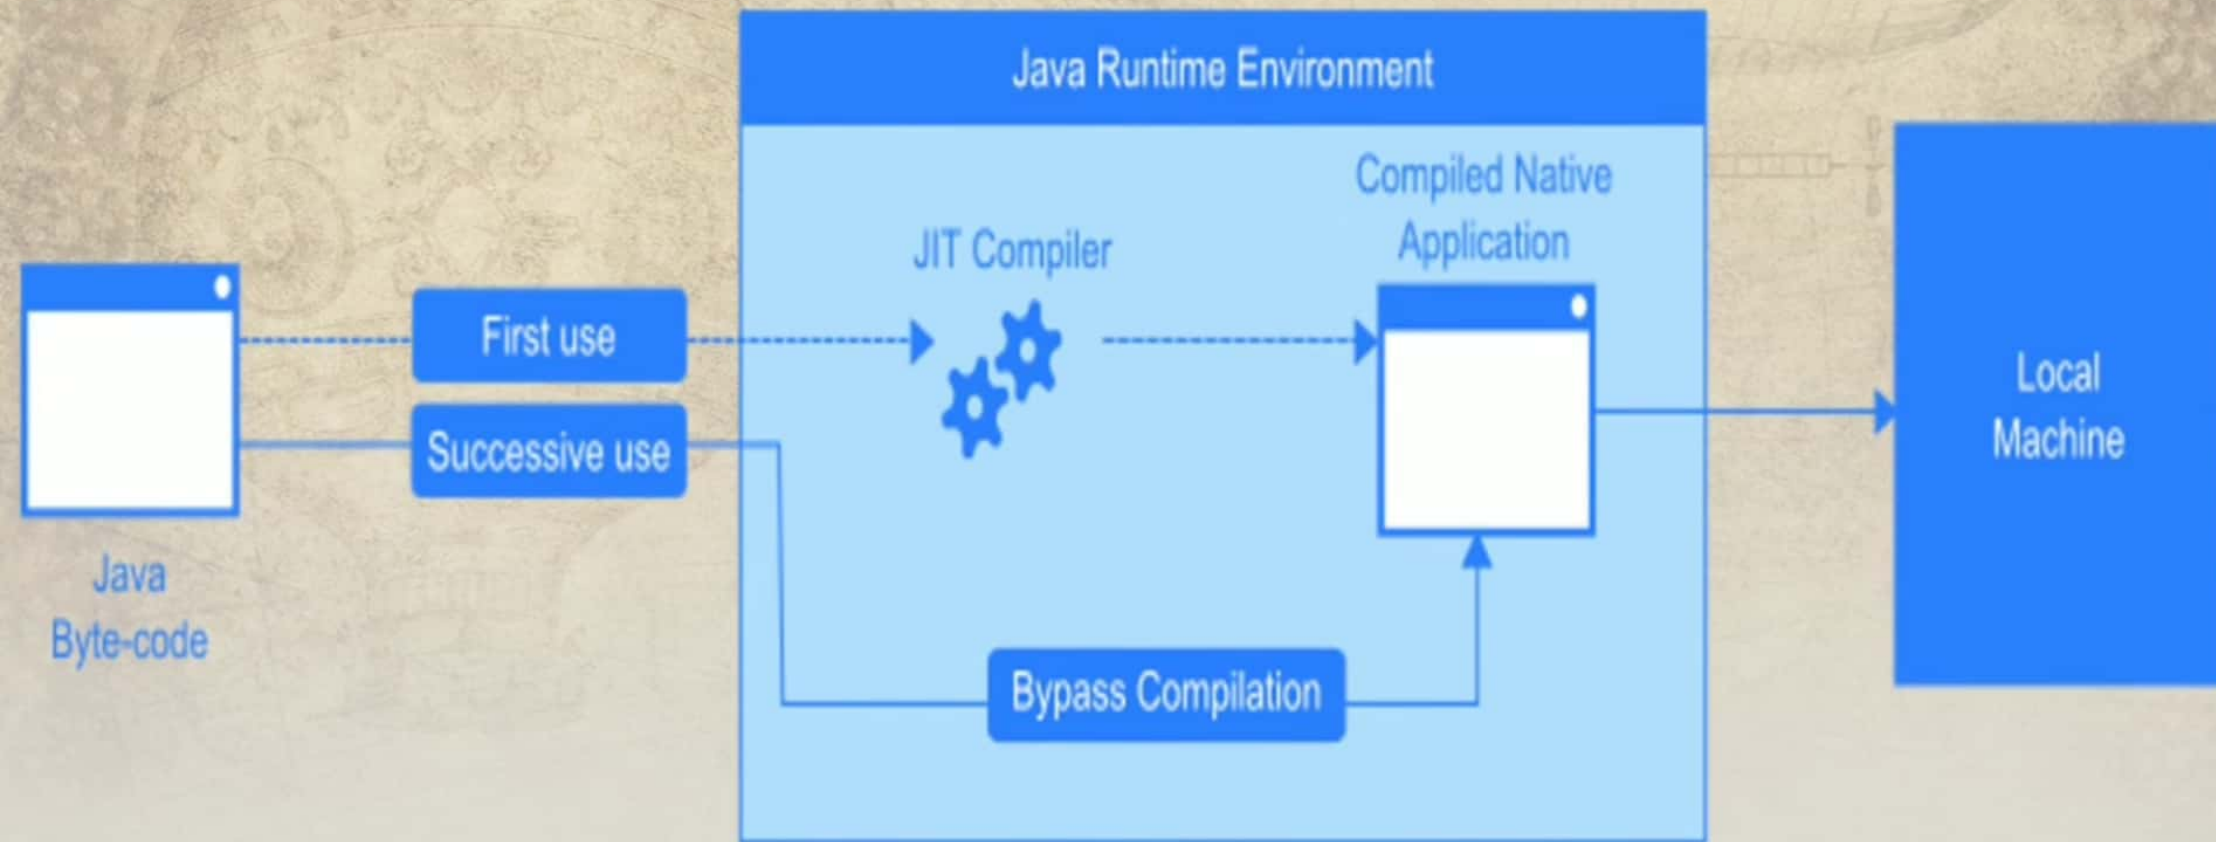 Java Runtime Environment
Compiled Native
Application
JIT Compiler
First use
Successive use
Local
Machine
Java
Byte-code
Bypass Compilation